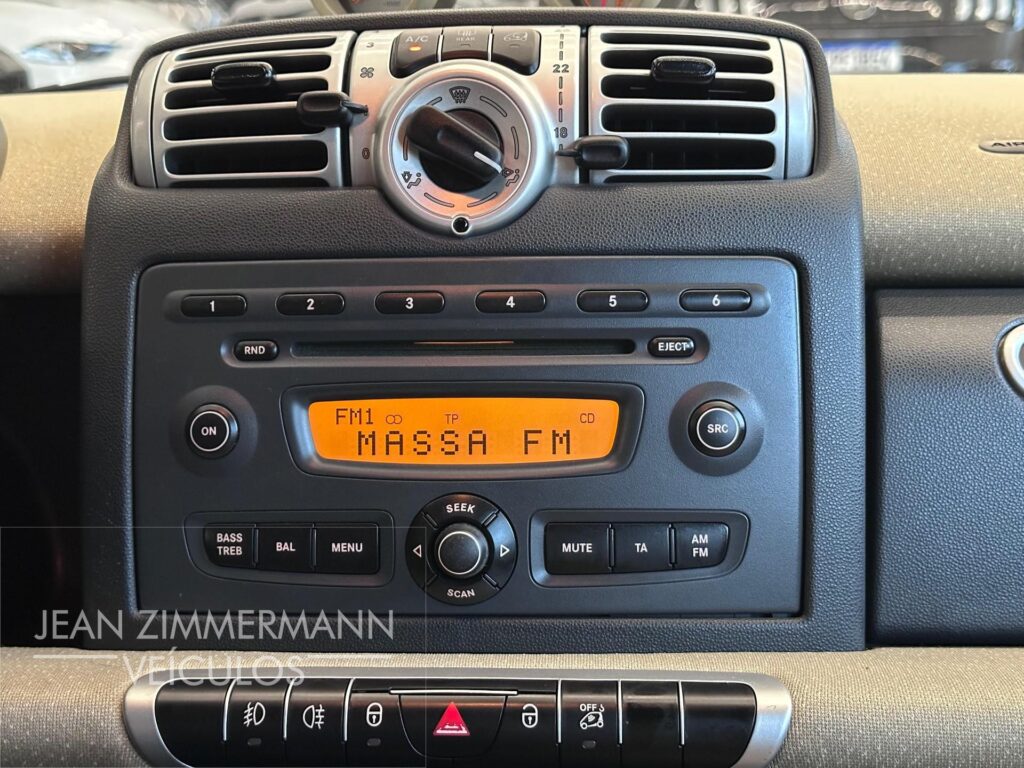 A/C
REAR
22
18
0
AIR
1 2 3 4 5 6
RND EJECT
ON
FM1 TP CD
MASSA FM
SRC
SEEK
BASS TREB
BAL
MENU
MUTE
TA
AM FM
SCAN
JEAN ZIMMERMANN
VEÍCULOS
OFF